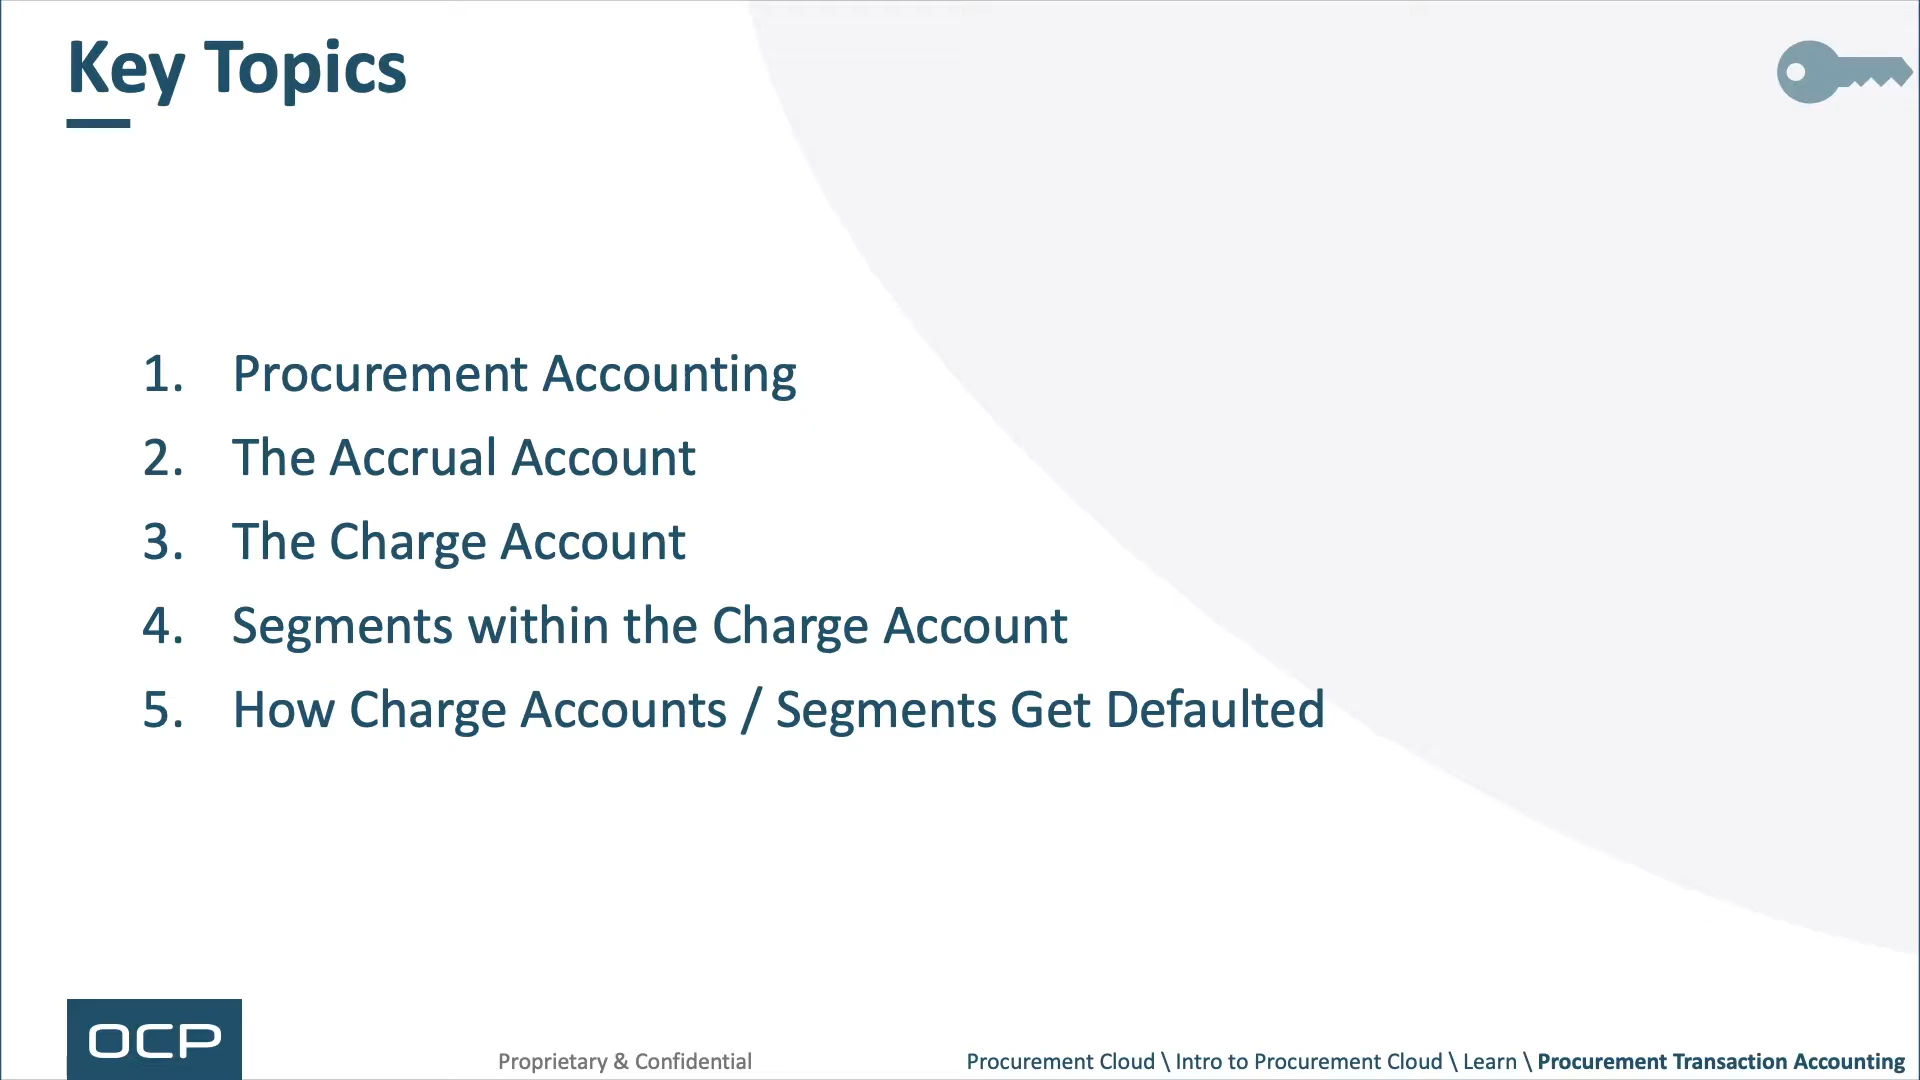 Key Topics
1. Procurement Accounting
2. The Accrual Account
3. The Charge Account
4. Segments within the Charge Account
5. How Charge Accounts / Segments Get Defaulted
OCP
Proprietary & Confidential
Procurement Cloud \ Intro to Procurement Cloud \ Learn \ Procurement Transaction Accounting